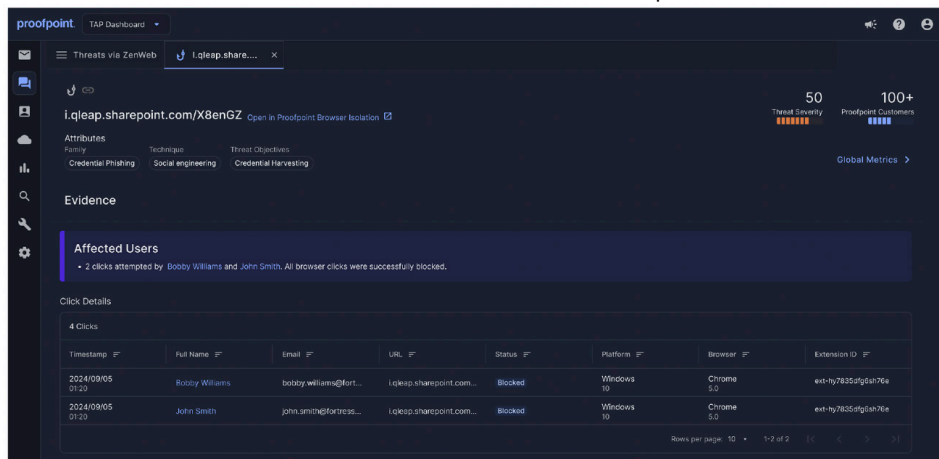 proofpoint. TAP Dashboard
Threats via ZenWeb
i.qleap.share....
i.qleap.sharepoint.com/X8enGZ Open in Proofpoint Browser Isolation
50
Threat Severity
100+
Proofpoint Customers
Attributes
Family Technique Threat Objectives
Credential Phishing Social engineering Credential Harvesting
Global Metrics
Evidence
Affected Users
• 2 clicks attempted by Bobby Williams and John Smith. All browser clicks were successfully blocked.
Click Details
4 Clicks
Timestamp Full Name Email URL Status Platform Browser Extension ID
2024/09/05 01:20 Bobby Williams bobby.williams@fort... i.qleap.sharepoint.com... Blocked Windows 10 Chrome 5.0 ext-hy7835dfg6sh76e
2024/09/05 01:20 John Smith john.smith@fortress... i.qleap.sharepoint.com... Blocked Windows 10 Chrome 5.0 ext-hy7835dfg6sh76e
Rows per page: 10 1-2 of 2